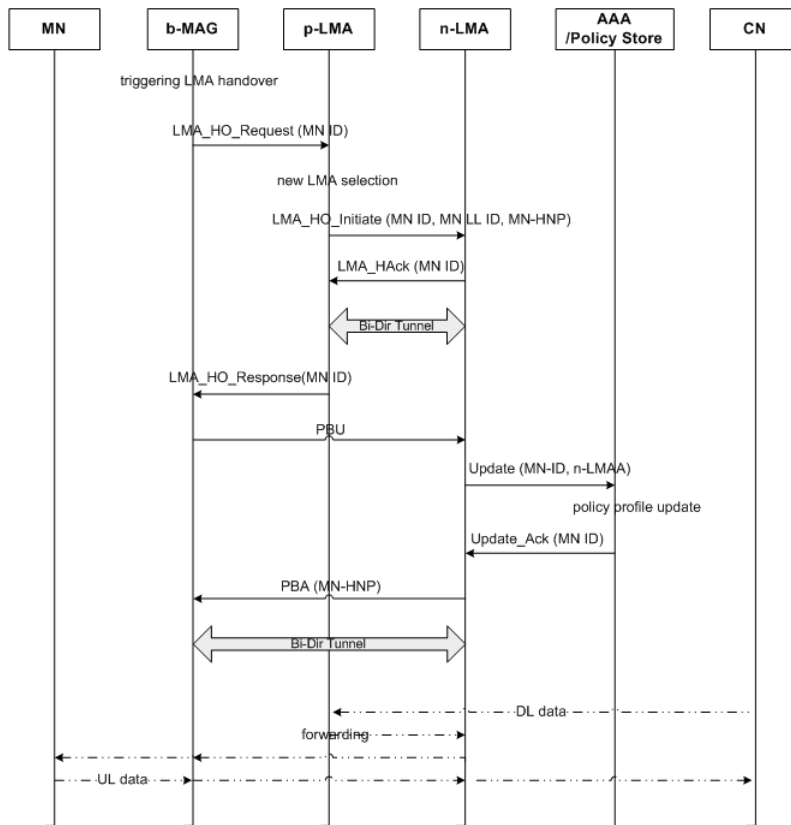 MN
b-MAG
p-LMA
n-LMA
AAA
/Policy Store
CN
triggering LMA handover
LMA_HO_Request (MN ID)
new LMA selection
LMA_HO_Initiate (MN ID, MN LL ID, MN-HNP)
LMA_HAck (MN ID)
Bi-Dir Tunnel
LMA_HO_Response(MN ID)
PBU
Update (MN-ID, n-LMAA)
policy profile update
Update_Ack (MN ID)
PBA (MN-HNP)
Bi-Dir Tunnel
DL data
forwarding
UL data